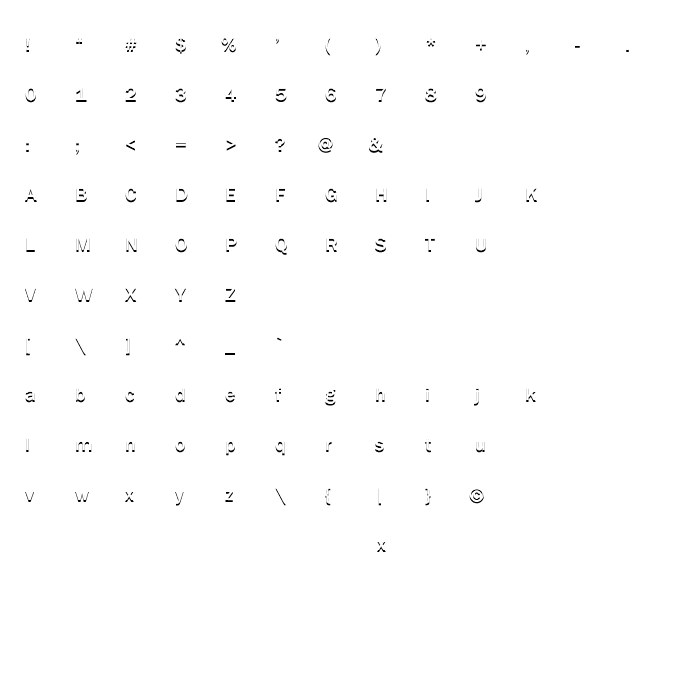 ! " # $ % ' ( ) * + , - .
0 1 2 3 4 5 6 7 8 9
: ; < = > ? @ &
A B C D E F G H I J K
L M N O P Q R S T U
V W X Y Z
[ \ ] ^ _ `
a b c d e f g h i j k
l m n o p q r s t u
v w x y z \ { | } ©
x